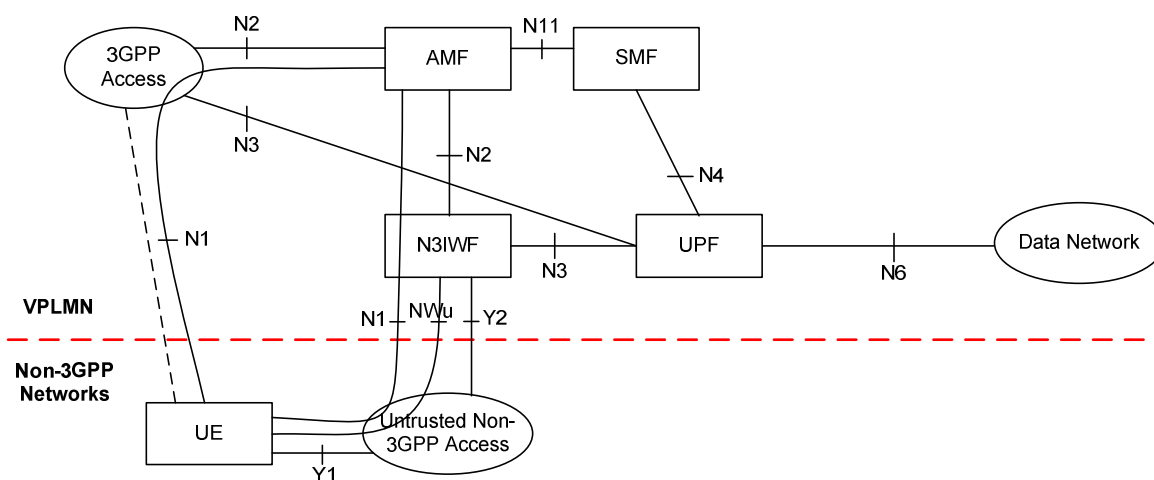 N2
N11
3GPP
Access
AMF
SMF
N3
N2
N4
N1
N3IWF
UPF
Data Network
N3
N6
VPLMN
N1
NWu
Y2
Non-3GPP
Networks
UE
Untrusted Non-
3GPP Access
Y1